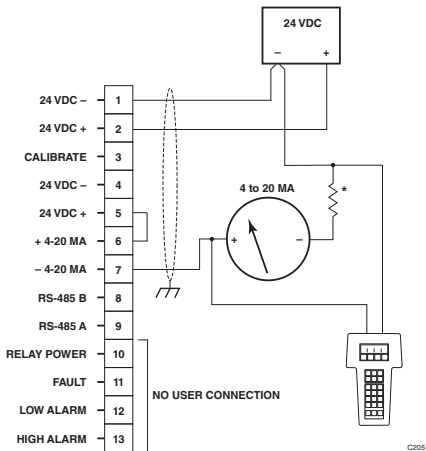 24 VDC
– +
24 VDC – 1
24 VDC + 2
CALIBRATE 3
24 VDC – 4
24 VDC + 5
+ 4-20 MA 6
– 4-20 MA 7
RS-485 B 8
RS-485 A 9
RELAY POWER 10
FAULT 11
LOW ALARM 12
HIGH ALARM 13
4 to 20 MA
+ –
*
NO USER CONNECTION
C205